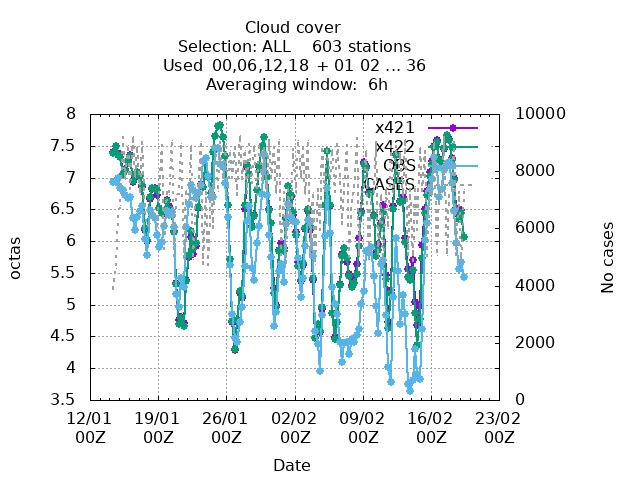 Cloud cover
Selection: ALL 603 stations
Used 00,06,12,18 + 01 02 ... 36
Averaging window: 6h
8
7.5
7
6.5
6
5.5
5
4.5
4
3.5
octas
10000
8000
6000
4000
2000
0
No cases
x421
x422
OBS
CASES
12/01 19/01 26/01 02/02 09/02 16/02 23/02
00Z 00Z 00Z 00Z 00Z 00Z 00Z
Date